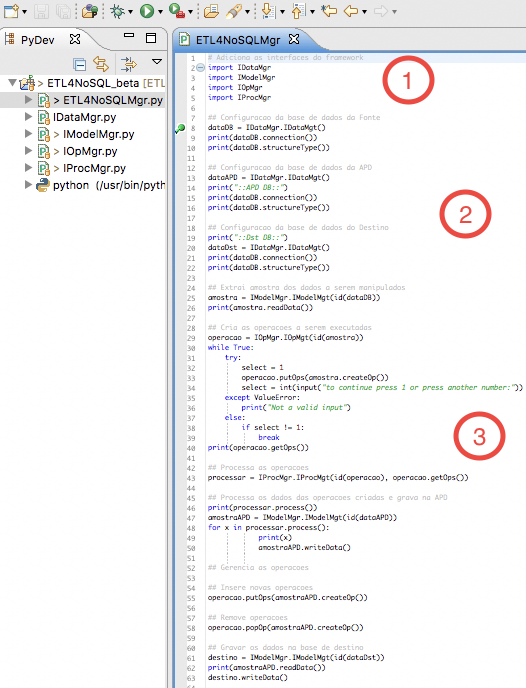 PyDev
ETL4NoSQL_beta [ETL
> ETL4NoSQLMgr.py
IDataMgr.py
> IModelMgr.py
> IOpMgr.py
> IProcMgr.py
python (/usr/bin/pyth
ETL4NoSQLMgr
1 # Adiciona as interfaces do framework
2 import IDataMgr
3 import IModelMgr
4 import IOpMgr
5 import IProcMgr
6
7 ## Configuracao da base de dados da Fonte
8 dataDB = IDataMgr.IDataMgt()
9 print(dataDB.connection())
10 print(dataDB.structureType())
11
12 ## Configuracao da base de dados da APD
13 dataAPD = IDataMgr.IDataMgt()
14 print("::APD DB::")
15 print(dataDB.connection())
16 print(dataDB.structureType())
17
18 ## Configuracao da base de dados do Destino
19 print("::Dst DB::")
20 dataDst = IDataMgr.IDataMgt()
21 print(dataDB.connection())
22 print(dataDB.structureType())
23
24 ## Extrai amostra dos dados a serem manipulados
25 amostra = IModelMgr.IModelMgt(id(dataDB))
26 print(amostra.readData())
27
28 ## Cria as operacoes a serem executadas
29 operacao = IOpMgr.IOpMgt(id(amostra))
30 while True:
31 try:
32 select = 1
33 operacao.putOps(amostra.createOp())
34 select = int(input("to continue press 1 or press another number:"))
35 except ValueError:
36 print("Not a valid input")
37 else:
38 if select != 1:
39 break
40 print(operacao.getOps())
41
42 ## Processa as operacoes
43 processar = IProcMgr.IProcMgt(id(operacao), operacao.getOps())
44
45 ## Processa os dados das operacoes criadas e grava na APD
46 print(processar.process())
47 amostraAPD = IModelMgr.IModelMgt(id(dataAPD))
48 for x in processar.process():
49 print(x)
50 amostraAPD.writeData()
51
52 ## Gerencia as operacoes
53
54 ## Insere novas operacoes
55 operacao.putOps(amostraAPD.createOp())
56
57 ## Remove operacoes
58 operacao.popOp(amostraAPD.createOp())
59
60 ## Gravar os dados na base de destino
61 destino = IModelMgr.IModelMgt(id(dataDst))
62 print(amostraAPD.readData())
63 destino.writeData()
64
1
2
3